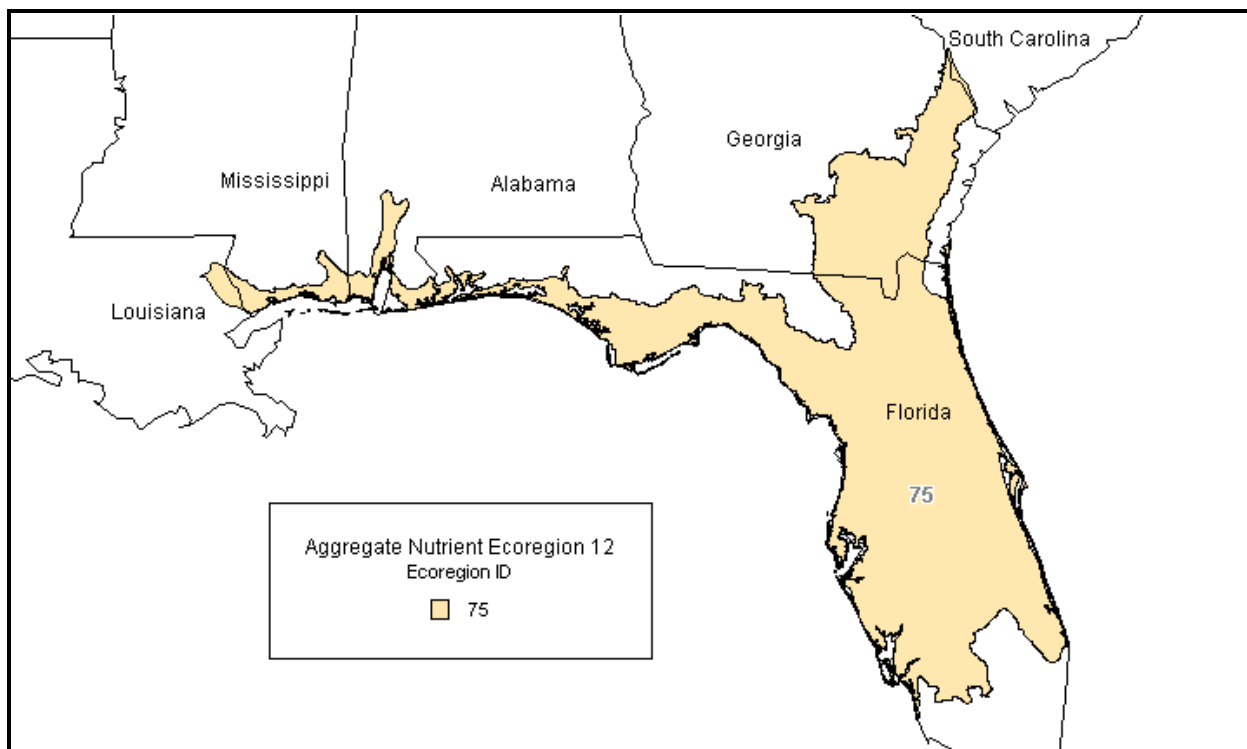 South Carolina
Georgia
Mississippi
Alabama
Louisiana
Florida
75
Aggregate Nutrient Ecoregion 12
Ecoregion ID
75